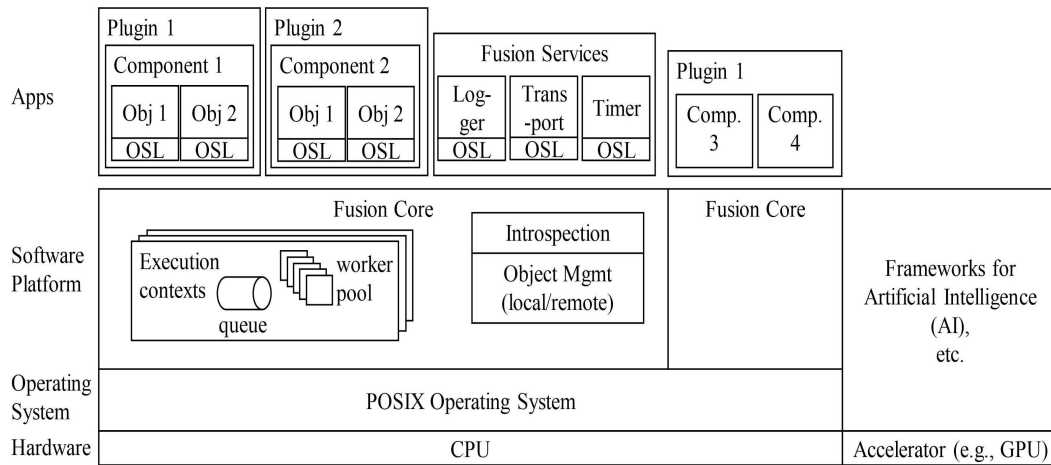 Apps
Plugin 1
Component 1
Obj 1
Obj 2
OSL
OSL
Plugin 2
Component 2
Obj 1
Obj 2
OSL
OSL
Fusion Services
Log-
ger
OSL
Trans
-port
OSL
Timer
OSL
Plugin 1
Comp.
3
Comp.
4
Software
Platform
Fusion Core
Execution
contexts
queue
worker
pool
Introspection
Object Mgmt
(local/remote)
Fusion Core
Frameworks for
Artificial Intelligence
(AI),
etc.
Operating
System
POSIX Operating System
Hardware
CPU
Accelerator (e.g., GPU)